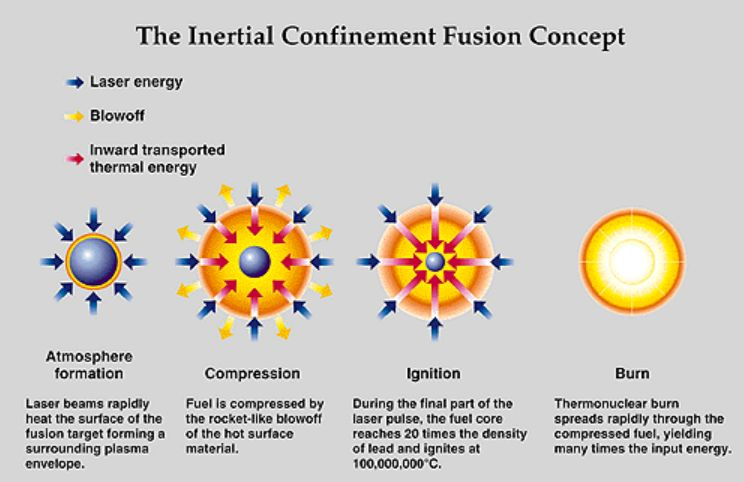 The Inertial Confinement Fusion Concept
Laser energy
Blowoff
Inward transported
thermal energy
Atmosphere
formation
Laser beams rapidly
heat the surface of the
fusion target forming a
surrounding plasma
envelope.
Compression
Fuel is compressed by
the rocket-like blowoff
of the hot surface
material.
Ignition
During the final part of the
laser pulse, the fuel core
reaches 20 times the density
of lead and ignites at
100,000,000°C.
Burn
Thermonuclear burn
spreads rapidly through the
compressed fuel, yielding
many times the input energy.